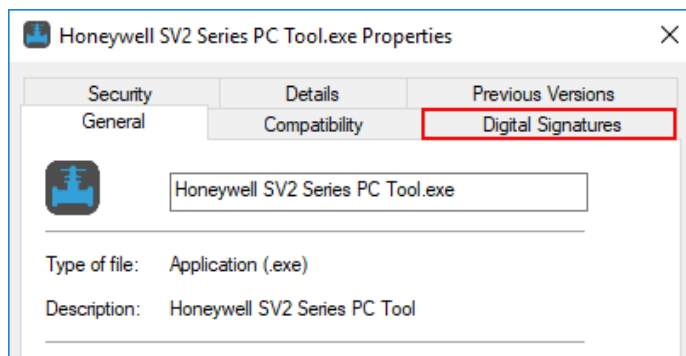 Honeywell SV2 Series PC Tool.exe Properties
Security Details Previous Versions
General Compatibility Digital Signatures
Honeywell SV2 Series PC Tool.exe
Type of file: Application (.exe)
Description: Honeywell SV2 Series PC Tool